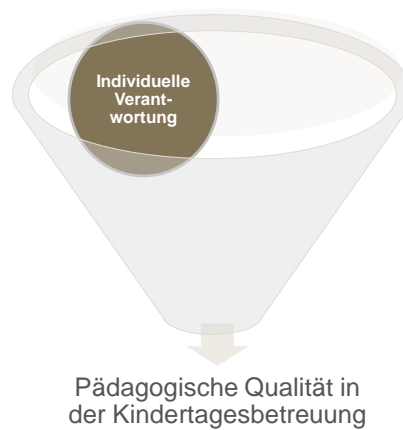 Individuelle
Verant-
wortung
Pädagogische Qualität in
der Kindertagesbetreuung